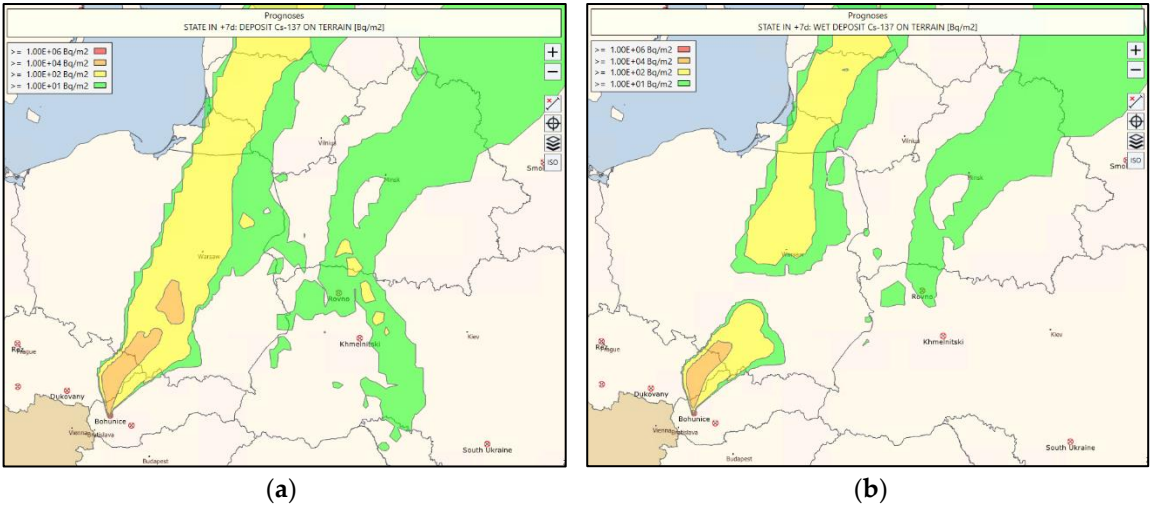 Prognoses
STATE IN +7d: DEPOSIT Cs-137 ON TERRAIN [Bq/m2]
>= 1.00E+06 Bq/m2
>= 1.00E+04 Bq/m2
>= 1.00E+02 Bq/m2
>= 1.00E+01 Bq/m2
+
−
ISO
Vilnius
Minsk
Warsaw
Rovno
Khmelnitski
Kiev
Prague
Dukovany
Bohunice
Vienna
Budapest
South Ukraine
(a)
Prognoses
STATE IN +7d: WET DEPOSIT Cs-137 ON TERRAIN [Bq/m2]
>= 1.00E+06 Bq/m2
>= 1.00E+04 Bq/m2
>= 1.00E+02 Bq/m2
>= 1.00E+01 Bq/m2
+
−
ISO
Vilnius
Minsk
Warsaw
Rovno
Khmelnitski
Kiev
Dukovany
Bohunice
Vienna
Budapest
South Ukraine
(b)